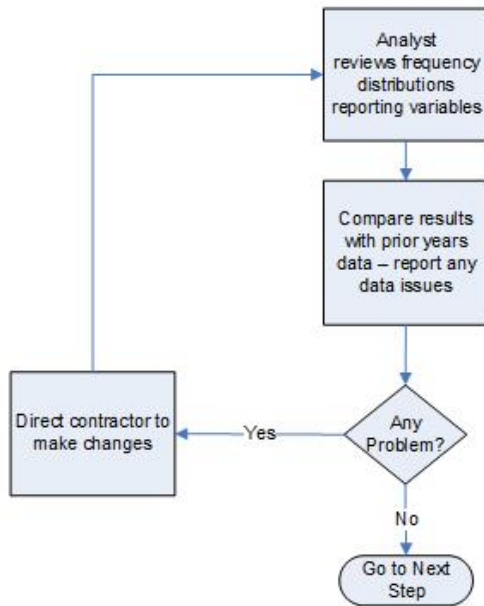 Analyst
reviews frequency
distributions
reporting variables
Compare results
with prior years
data – report any
data issues
Any
Problem?
Yes
Direct contractor to
make changes
No
Go to Next
Step